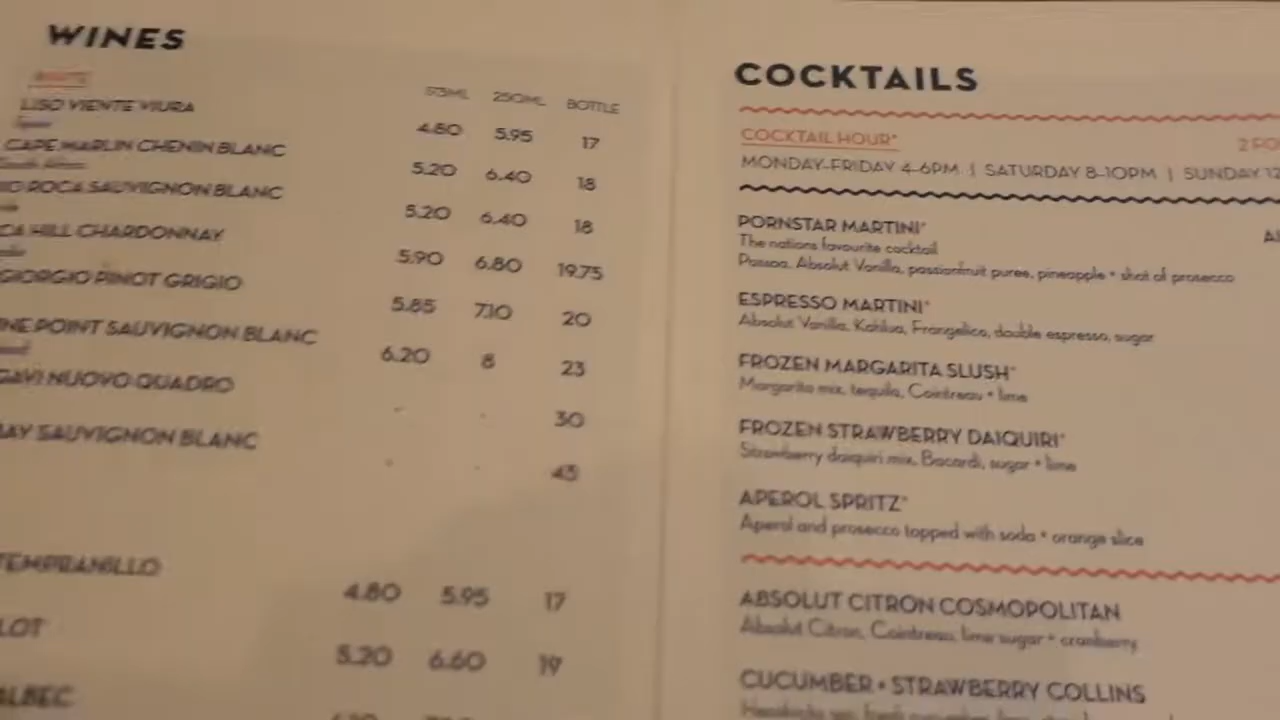 WINES
WHITE
175ML 250ML BOTTLE
LISO VIENTE VIURA 4.80 5.95 17
CAPE MARLIN CHENIN BLANC 5.20 6.40 18
ROCA SAUVIGNON BLANC 5.20 6.40 18
HILL CHARDONNAY 5.90 6.80 19.75
GIORGIO PINOT GRIGIO 5.85 7.10 20
POINT SAUVIGNON BLANC 6.20 8 23
GAVI NUOVO QUADRO - - 30
AY SAUVIGNON BLANC - - 45
TEMPRANILLO 4.80 5.95 17
LOT 5.20 6.60 19
ALBEC
COCKTAILS
COCKTAIL HOUR* 2 FO
MONDAY-FRIDAY 4-6PM | SATURDAY 8-10PM | SUNDAY 12
PORNSTAR MARTINI*
The nations favourite cocktail
Passoa, Absolut Vanilla, passionfruit puree, pineapple + shot of prosecco
ESPRESSO MARTINI*
Absolut Vanilla, Kahlua, Frangelico, double espresso, sugar
FROZEN MARGARITA SLUSH*
Margarita mix, tequila, Cointreau + lime
FROZEN STRAWBERRY DAIQUIRI*
Strawberry daiquiri mix, Bacardi, sugar + lime
APEROL SPRITZ*
Aperol and prosecco topped with soda + orange slice
ABSOLUT CITRON COSMOPOLITAN
Absolut Citron, Cointreau, lime sugar + cranberry
CUCUMBER + STRAWBERRY COLLINS